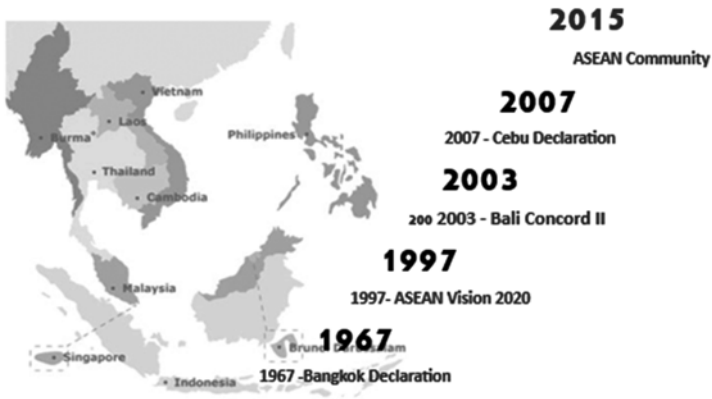 2015
ASEAN Community
2007
2007 - Cebu Declaration
2003
200 2003 - Bali Concord II
1997
1997- ASEAN Vision 2020
1967
1967 -Bangkok Declaration
Vietnam
Laos
Burma
Philippines
Thailand
Cambodia
Malaysia
Singapore
Indonesia